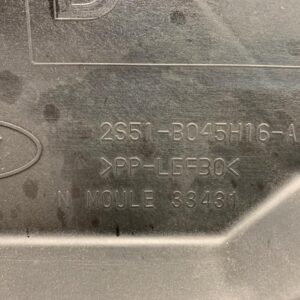 2S51-B045H16-A
>PP-LGF30<
N MOULE 33431